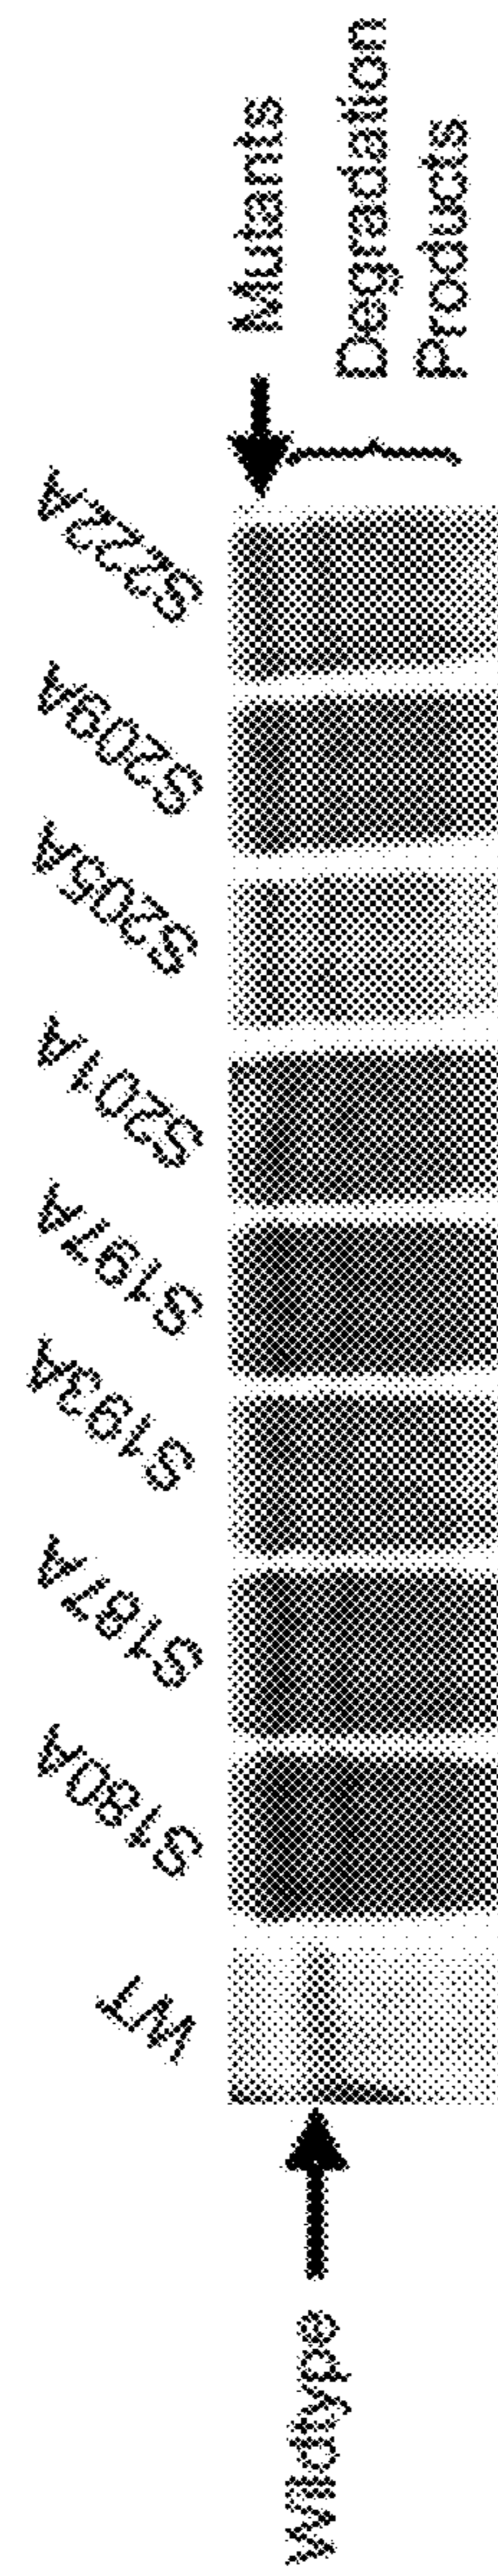 WT
S180A
S187A
S193A
S197A
S201A
S205A
S209A
S222A
Wildtype
Mutants
Degradation
Products